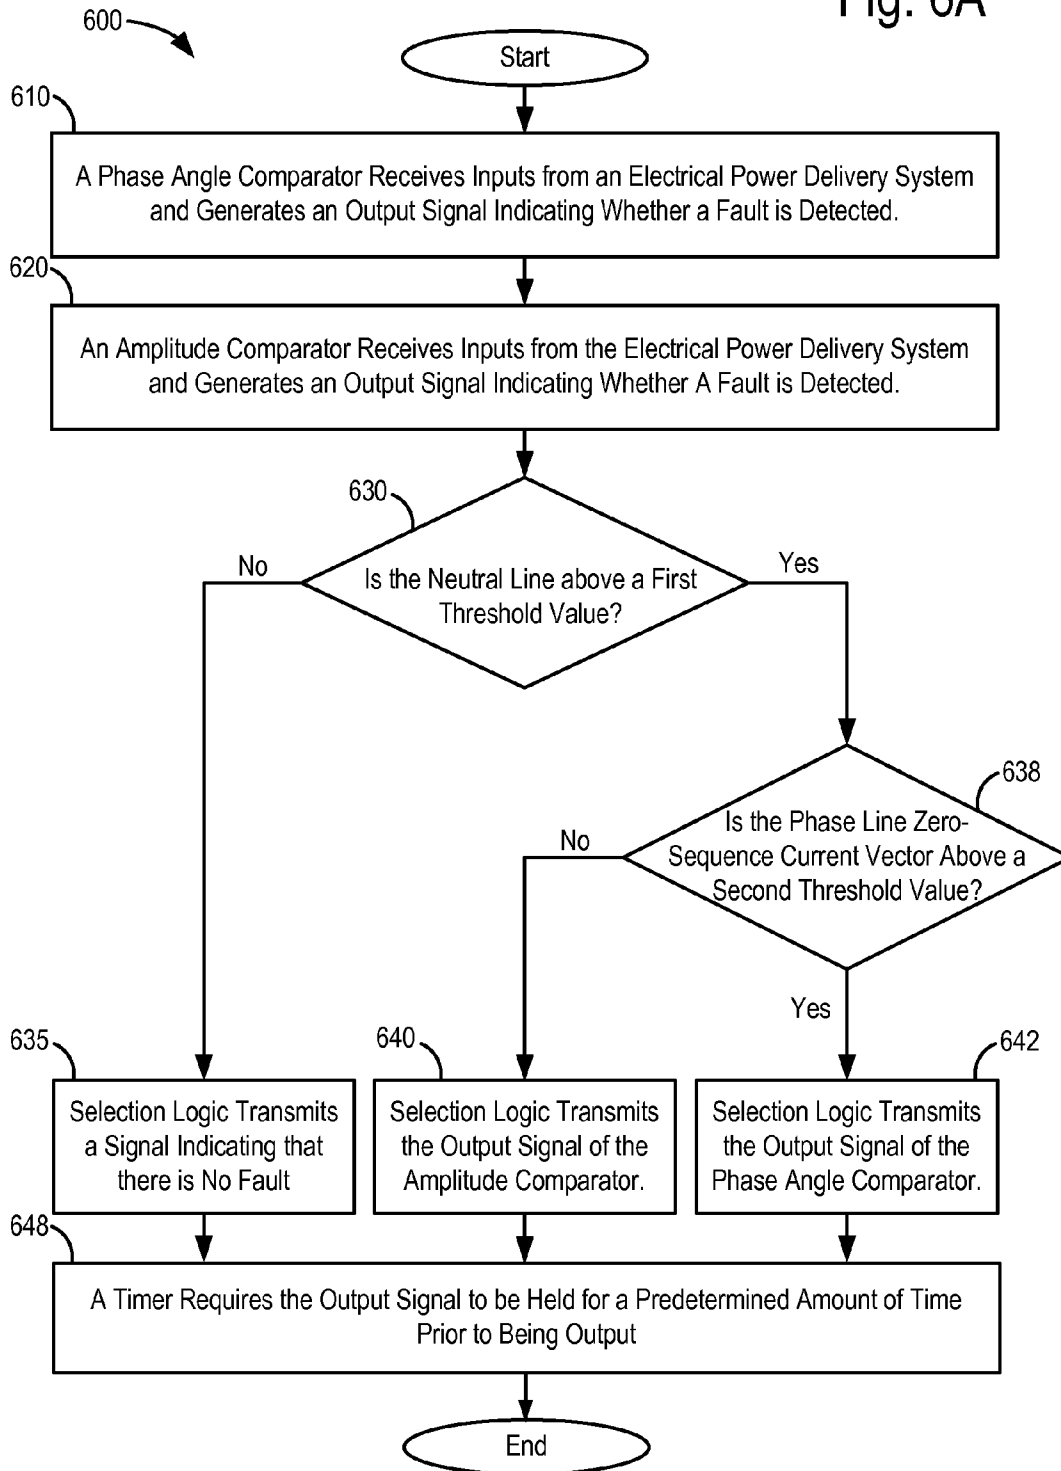 Fig. 6A
600
Start
610
A Phase Angle Comparator Receives Inputs from an Electrical Power Delivery System
and Generates an Output Signal Indicating Whether a Fault is Detected.
620
An Amplitude Comparator Receives Inputs from the Electrical Power Delivery System
and Generates an Output Signal Indicating Whether A Fault is Detected.
630
No
Yes
Is the Neutral Line above a First
Threshold Value?
638
No
Is the Phase Line Zero-
Sequence Current Vector Above a
Second Threshold Value?
Yes
635
640
642
Selection Logic Transmits
a Signal Indicating that
there is No Fault
Selection Logic Transmits
the Output Signal of the
Amplitude Comparator.
Selection Logic Transmits
the Output Signal of the
Phase Angle Comparator.
648
A Timer Requires the Output Signal to be Held for a Predetermined Amount of Time
Prior to Being Output
End